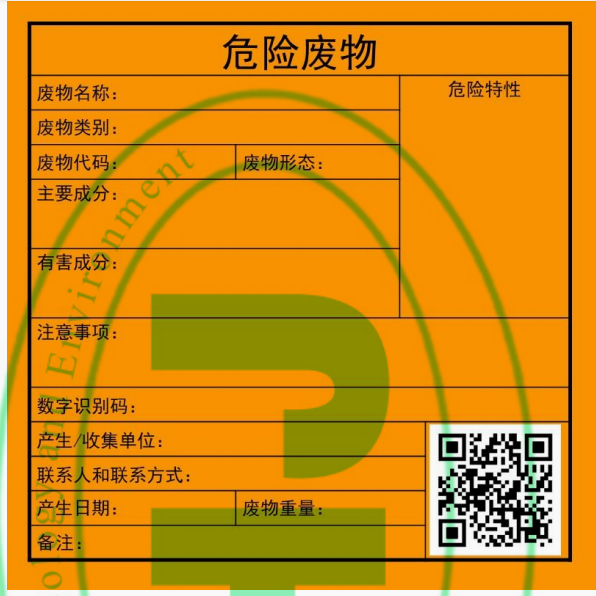 危险废物
废物名称：
危险特性
废物类别：
废物代码：
废物形态：
主要成分：
有害成分：
注意事项：
数字识别码：
产生/收集单位：
联系人和联系方式：
产生日期：
废物重量：
备注：
ology and Environment